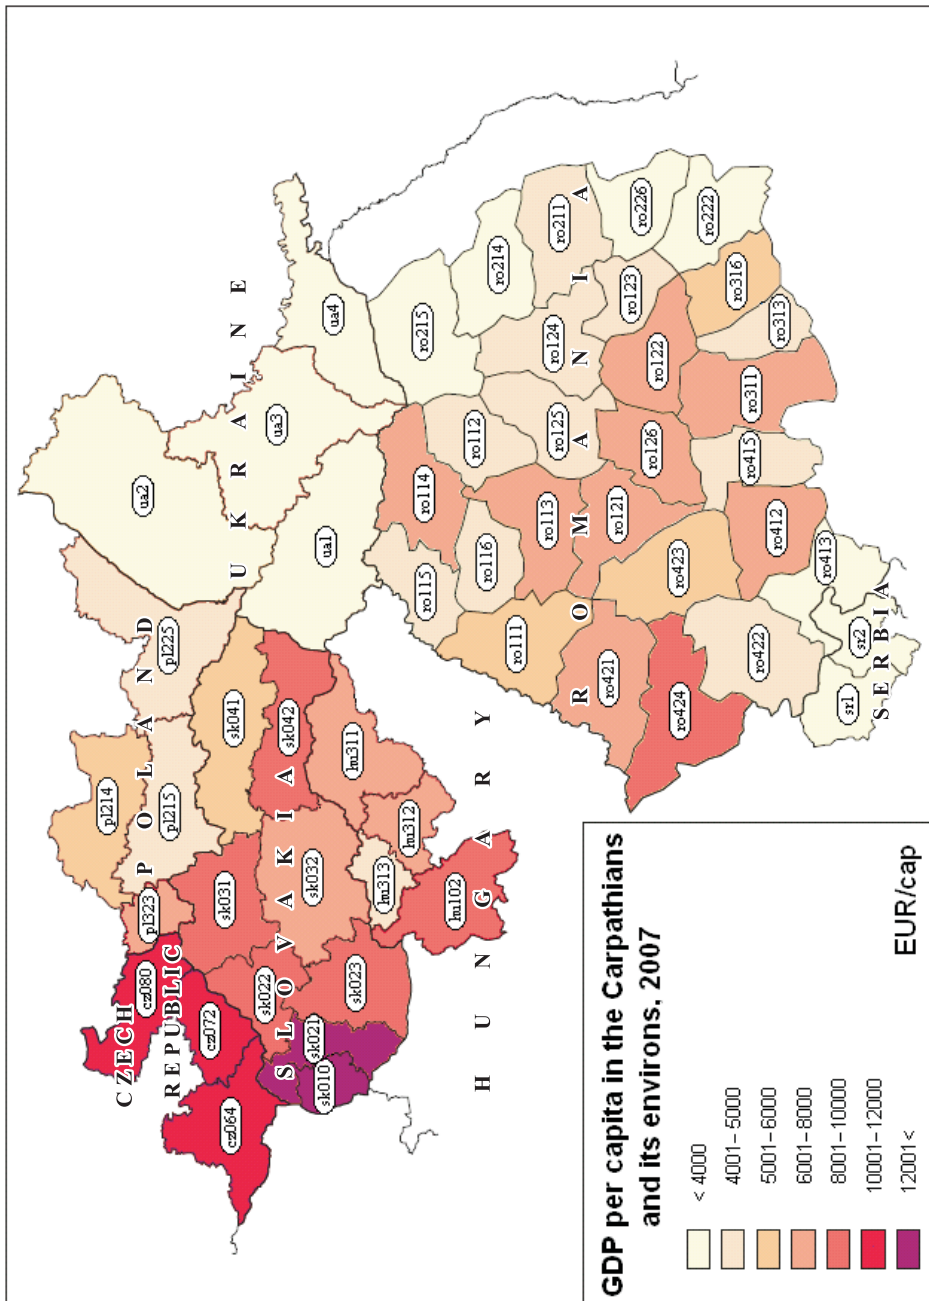 CZECH
REPUBLIC
POLAND
UKRAINE
SLOVAKIA
HUNGARY
ROMANIA
SERBIA
cz064
cz072
cz080
pl323
pl214
pl215
pl225
sk010
sk021
sk022
sk023
sk031
sk032
sk041
sk042
hu102
hu313
hu312
hu311
ua1
ua2
ua3
ua4
ro215
ro214
ro211
ro226
ro222
ro114
ro112
ro124
ro123
ro316
ro115
ro116
ro113
ro125
ro122
ro313
ro111
ro121
ro126
ro311
ro421
ro423
ro415
ro412
ro424
ro422
ro413
sr1
sr2
GDP per capita in the Carpathians
and its environs, 2007
< 4000
4001–5000
5001–6000
6001–8000
8001–10000
10001–12000
12001<
EUR/cap